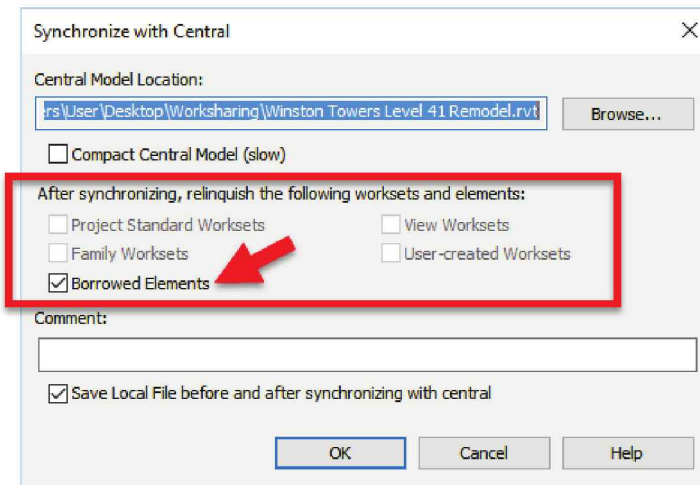 Synchronize with Central
Central Model Location:
ers\User\Desktop\Worksharing\Winston Towers Level 41 Remodel.rvt
Browse...
Compact Central Model (slow)
After synchronizing, relinquish the following worksets and elements:
Project Standard Worksets
View Worksets
Family Worksets
User-created Worksets
Borrowed Elements
Comment:
Save Local File before and after synchronizing with central
OK
Cancel
Help